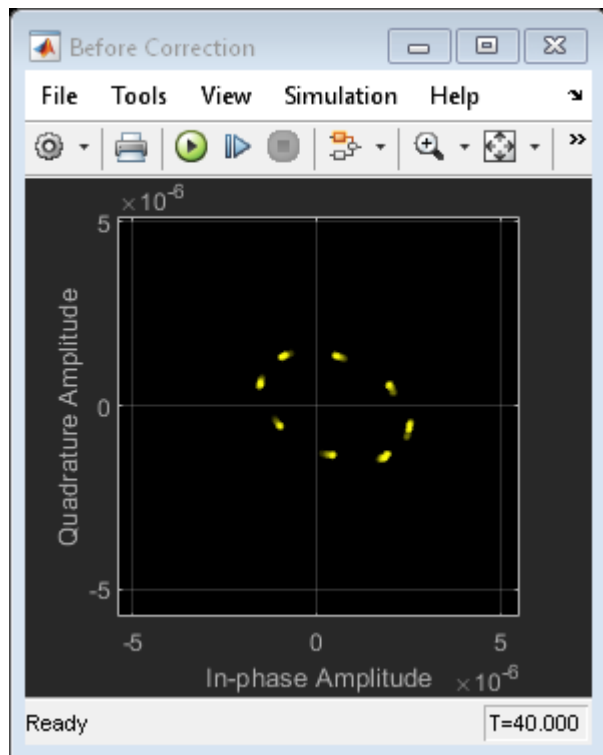 Before Correction
File Tools View Simulation Help
»
×10^-6
5
0
-5
Quadrature Amplitude
-5 0 5
In-phase Amplitude ×10^-6
Ready T=40.000